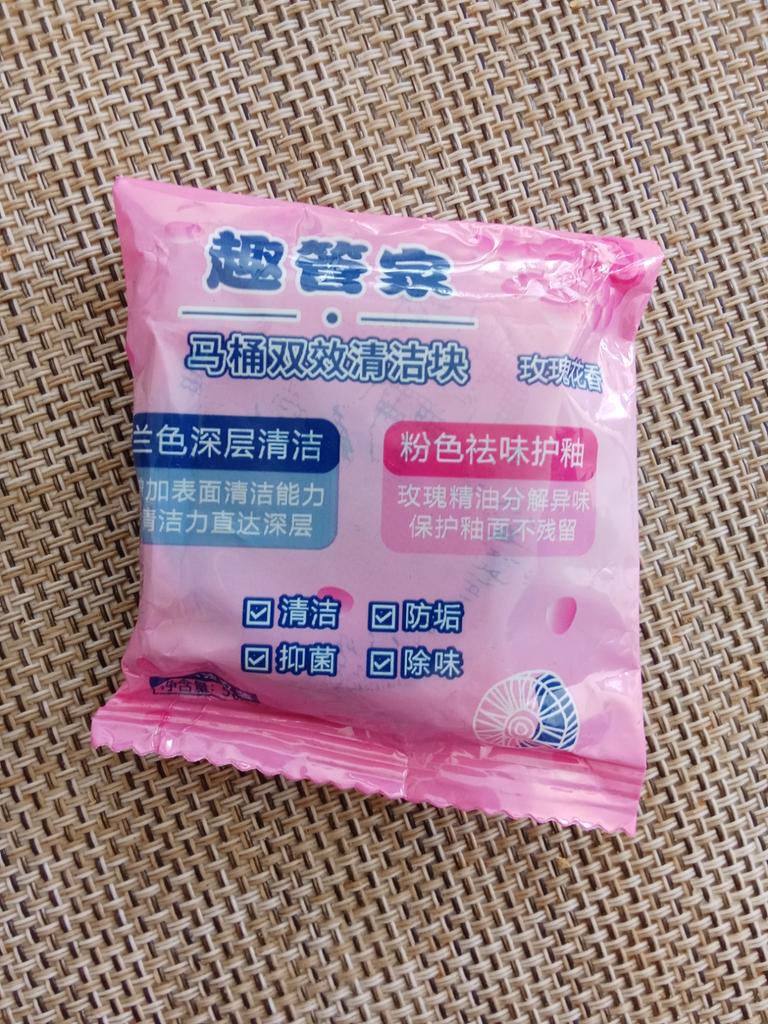 趣管家
马桶双效清洁块 玫瑰花香
兰色深层清洁
加表面清洁能力
清洁力直达深层
粉色祛味护釉
玫瑰精油分解异味
保护釉面不残留
清洁 防垢
抑菌 除味
净含量: